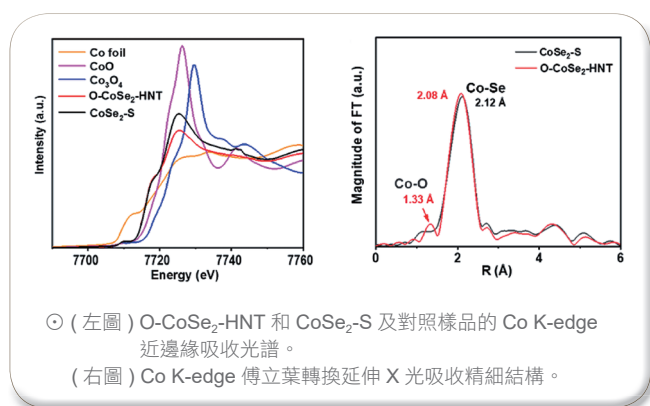 Intensity (a.u.)
Co foil
CoO
Co₃O₄
O-CoSe₂-HNT
CoSe₂-S
7700 7720 7740 7760
Energy (eV)
Magnitude of FT (a.u.)
CoSe₂-S
O-CoSe₂-HNT
Co-Se
2.08 Å 2.12 Å
Co-O
1.33 Å
0 2 4 6
R (Å)
⊙ ( 左圖 ) O-CoSe₂-HNT 和 CoSe₂-S 及對照樣品的 Co K-edge
近邊緣吸收光譜。
( 右圖 ) Co K-edge 傅立葉轉換延伸 X 光吸收精細結構。